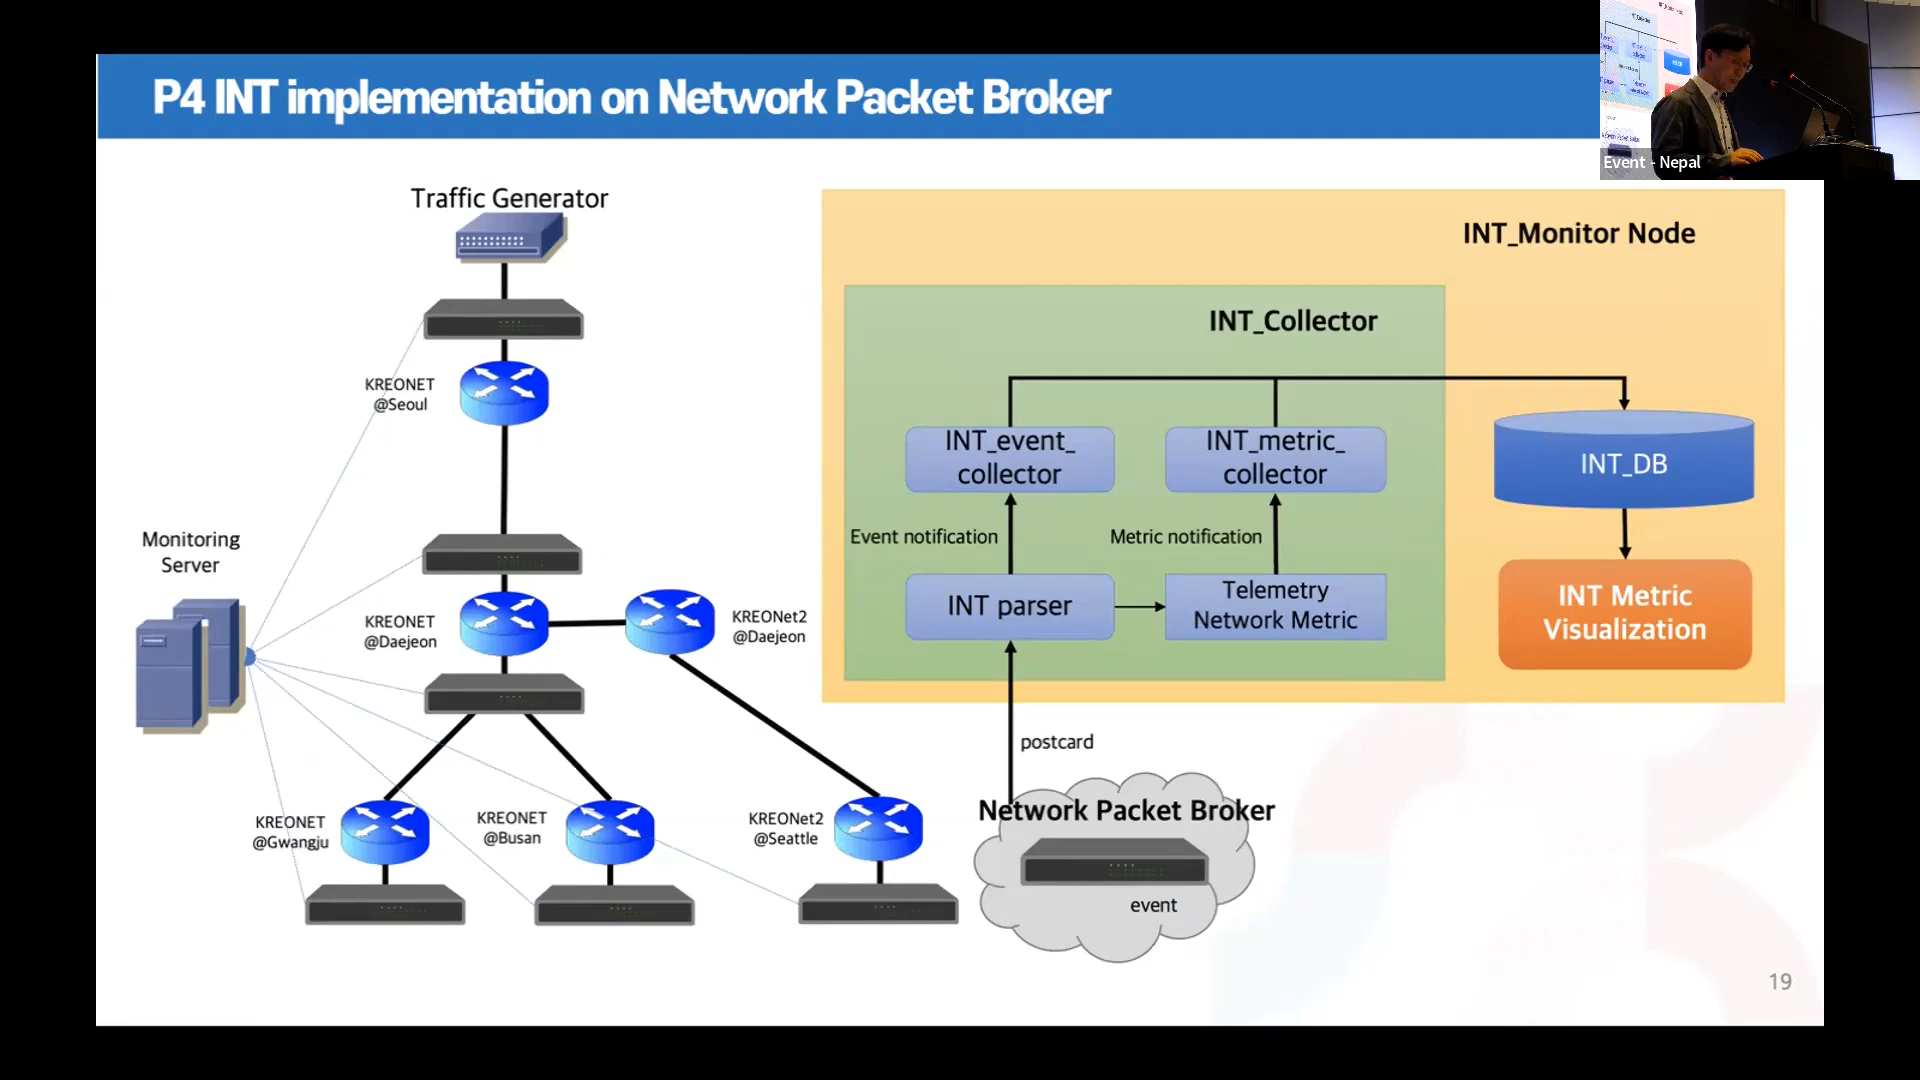 P4 INT implementation on Network Packet Broker
Event - Nepal
Traffic Generator
KREONET
@Seoul
Monitoring
Server
KREONET
@Daejeon
KREONet2
@Daejeon
KREONET
@Gwangju
KREONET
@Busan
KREONet2
@Seattle
INT_Monitor Node
INT_Collector
INT_event_
collector
INT_metric_
collector
INT_DB
Event notification
Metric notification
INT parser
Telemetry
Network Metric
INT Metric
Visualization
postcard
Network Packet Broker
event
19